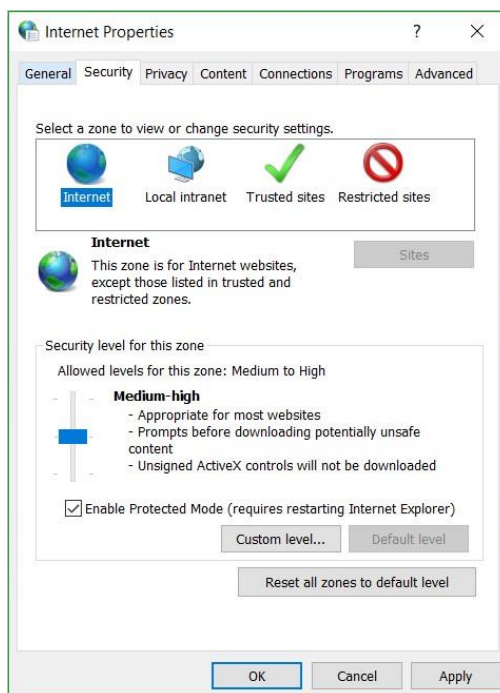 Internet Properties
?
General Security Privacy Content Connections Programs Advanced
Select a zone to view or change security settings.
Internet Local intranet Trusted sites Restricted sites
Internet
Sites
This zone is for Internet websites,
except those listed in trusted and
restricted zones.
Security level for this zone
Allowed levels for this zone: Medium to High
Medium-high
- Appropriate for most websites
- Prompts before downloading potentially unsafe
content
- Unsigned ActiveX controls will not be downloaded
Enable Protected Mode (requires restarting Internet Explorer)
Custom level... Default level
Reset all zones to default level
OK Cancel Apply